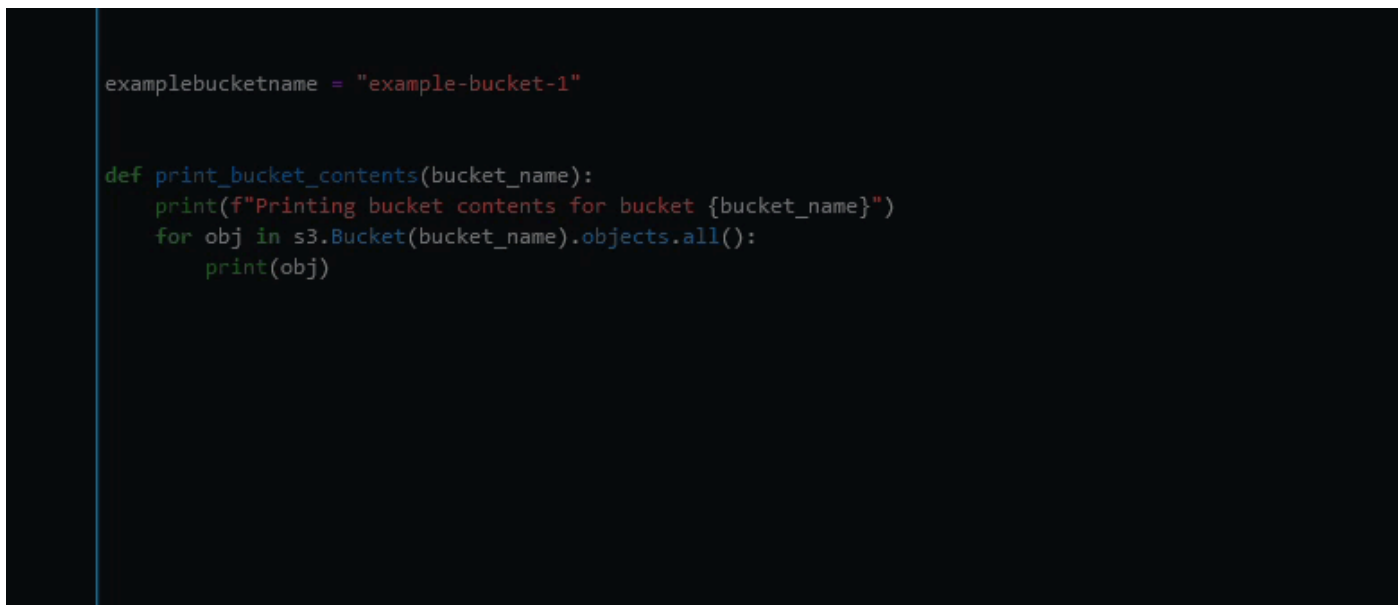 examplebucketname = "example-bucket-1"
def print_bucket_contents(bucket_name):
    print(f"Printing bucket contents for bucket {bucket_name}")
    for obj in s3.Bucket(bucket_name).objects.all():
        print(obj)